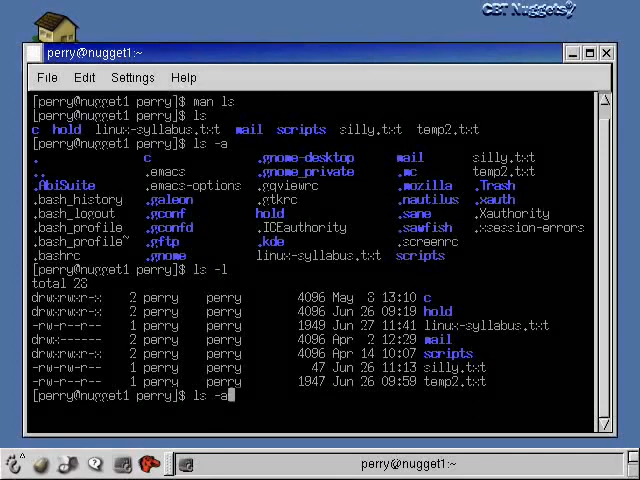 CBT Nuggets
perry@nugget1:~
File Edit Settings Help
[perry@nugget1 perry]$ man ls
[perry@nugget1 perry]$ ls
c hold linux-syllabus.txt mail scripts silly.txt temp2.txt
[perry@nugget1 perry]$ ls -a
. c .gnome-desktop mail silly.txt
.. .emacs .gnome_private .mc temp2.txt
.AbiSuite .emacs-options .gqviewrc .mozilla .Trash
.bash_history .galeon .gtkrc .nautilus .xauth
.bash_logout .gconf hold .sane .Xauthority
.bash_profile .gconfd .ICEauthority .sawfish .xsession-errors
.bash_profile~ .gftp .kde .screenrc
.bashrc .gnome linux-syllabus.txt scripts
[perry@nugget1 perry]$ ls -l
total 28
drwxrwxr-x 2 perry perry 4096 May 8 13:10 c
drwxrwxr-x 2 perry perry 4096 Jun 26 09:19 hold
-rw-r--r-- 1 perry perry 1949 Jun 27 11:41 linux-syllabus.txt
drwx------ 2 perry perry 4096 Apr 2 12:29 mail
drwxrwxr-x 2 perry perry 4096 Apr 14 10:07 scripts
-rw-rw-r-- 1 perry perry 47 Jun 26 11:13 silly.txt
-rw-rw-r-- 1 perry perry 1947 Jun 26 09:59 temp2.txt
[perry@nugget1 perry]$ ls -a
perry@nugget1:~